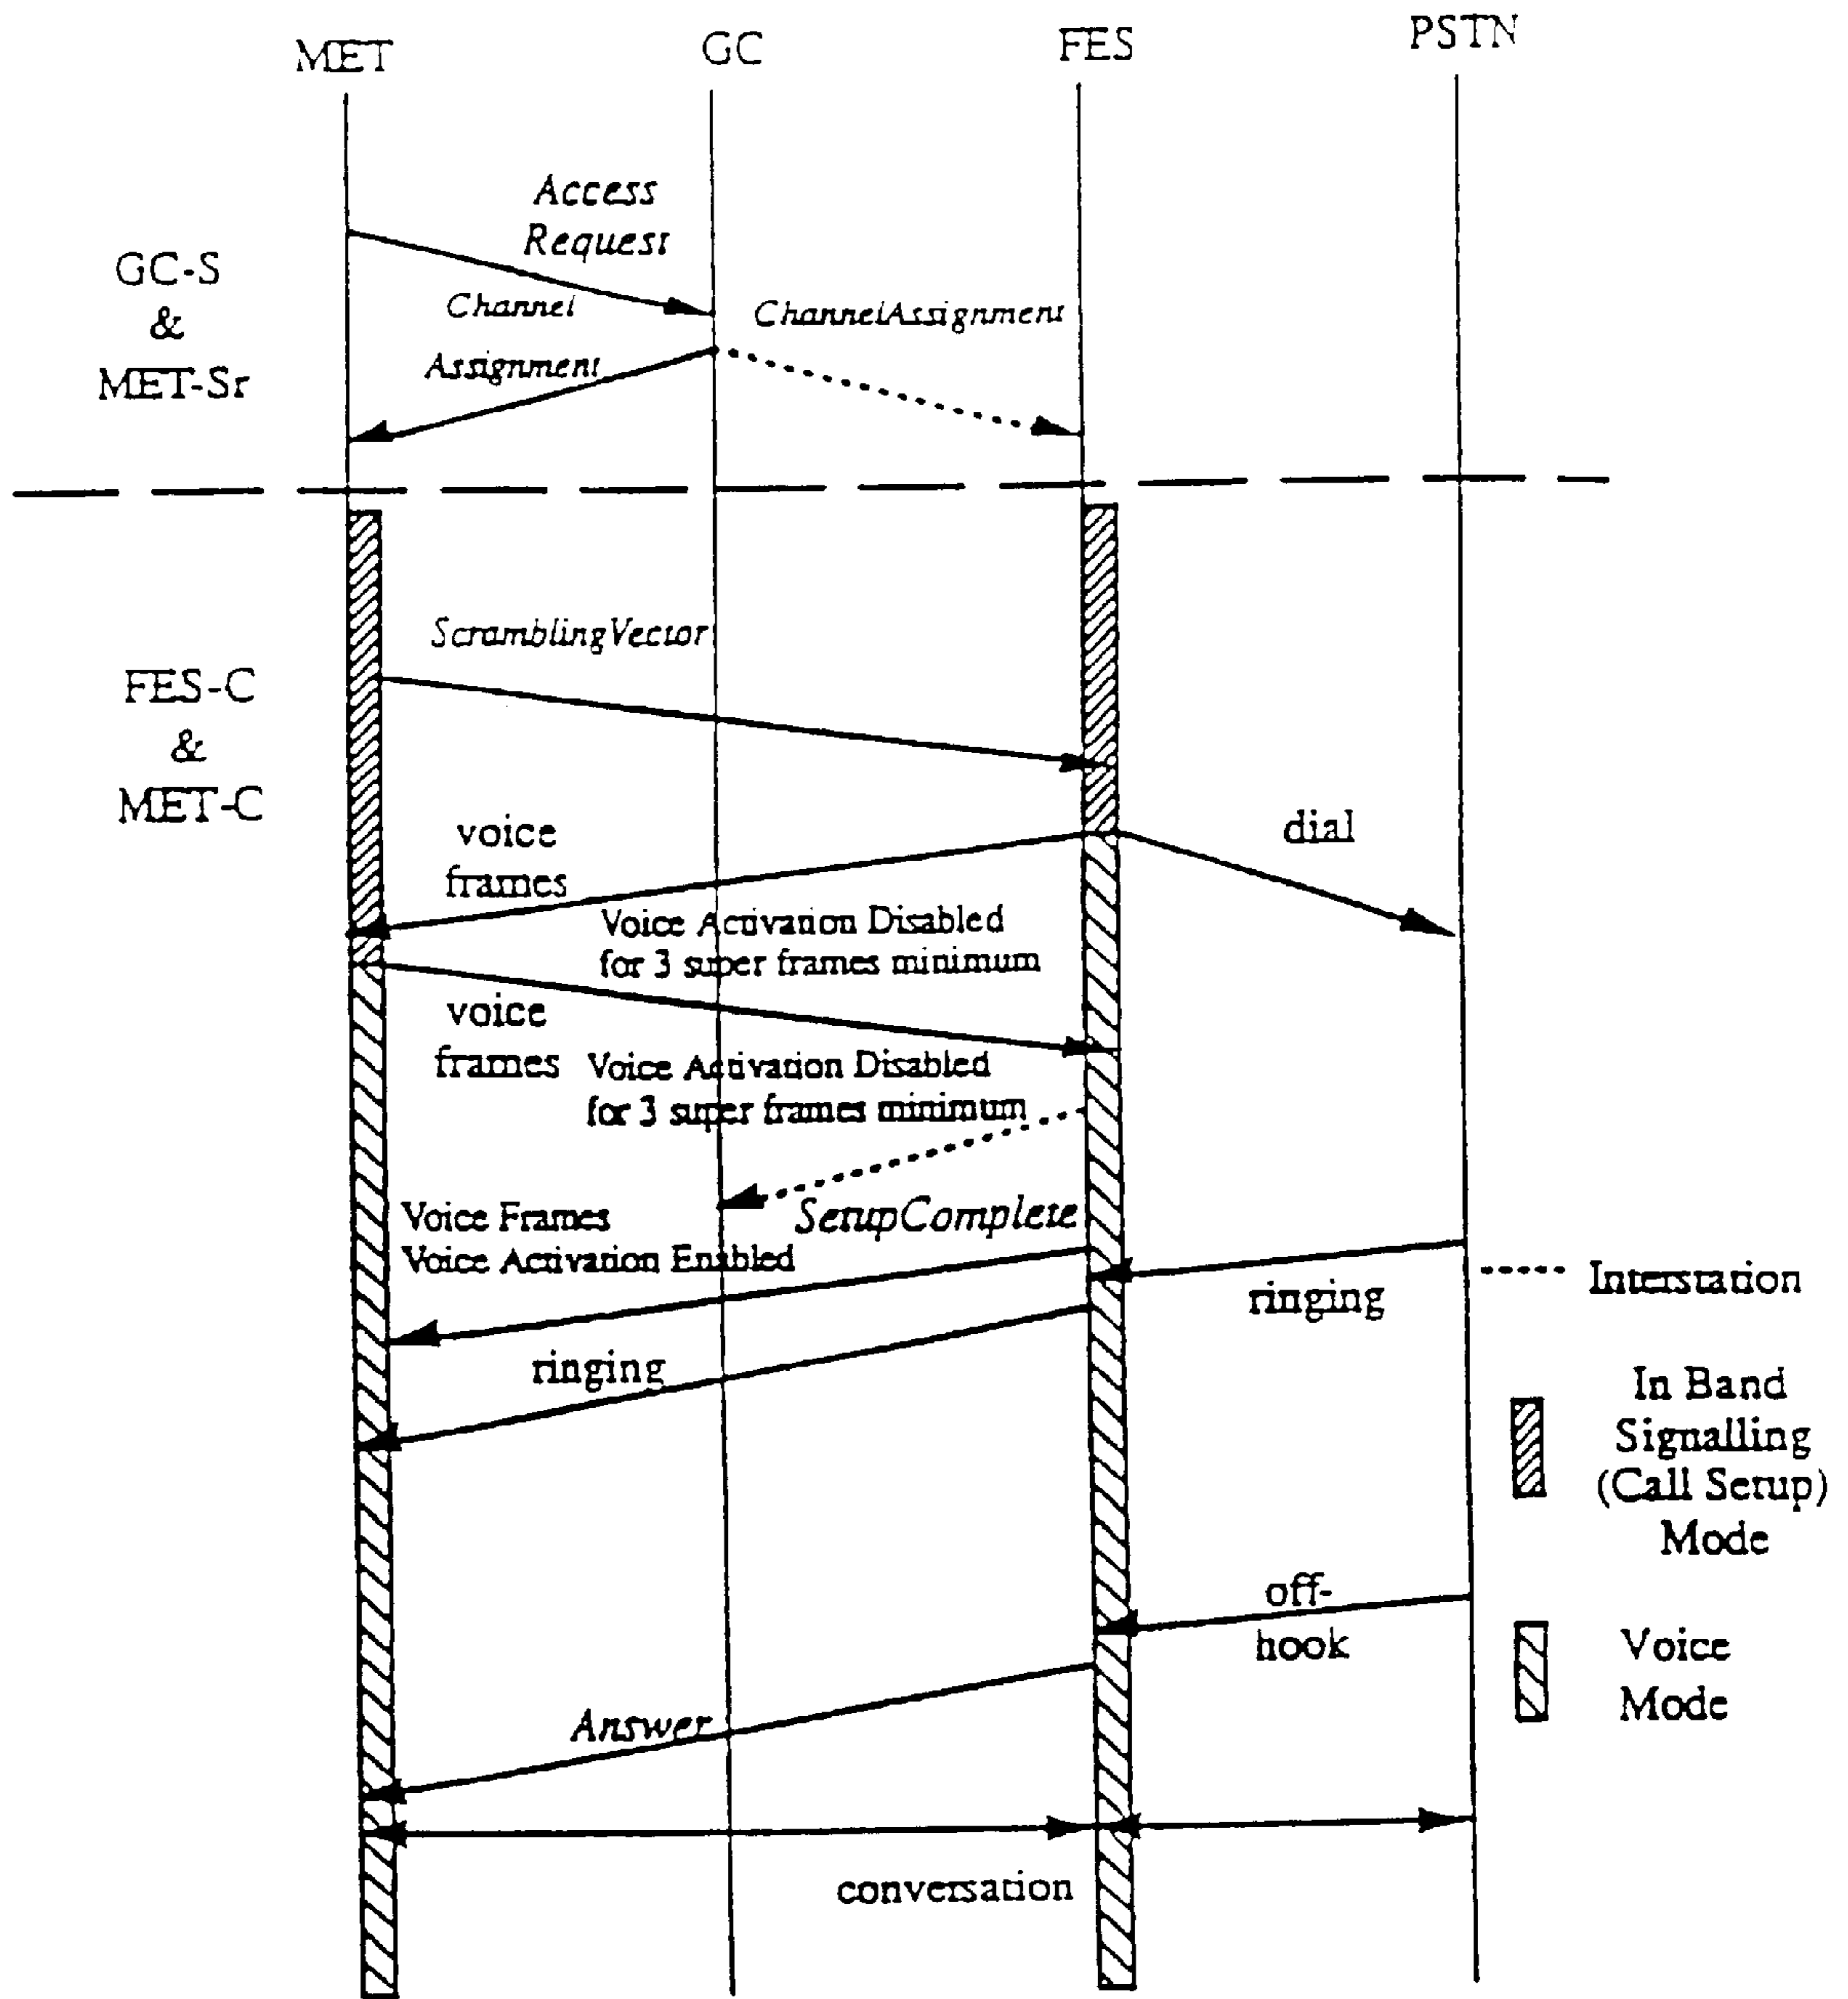 MET GC FES PSTN
Access
Request
GC-S
&
MET-Sr
Channel
Assignment
ChannelAssignment
ScramblingVector
FES-C
&
MET-C
voice
frames
dial
Voice Activation Disabled
for 3 super frames minimum
voice
frames
Voice Activation Disabled
for 3 super frames minimum
SetupComplete
Voice Frames
Voice Activation Enabled
ringing
Interstation
ringing
In Band
Signalling
(Call Setup)
Mode
off-
hook
Voice
Mode
Answer
conversation